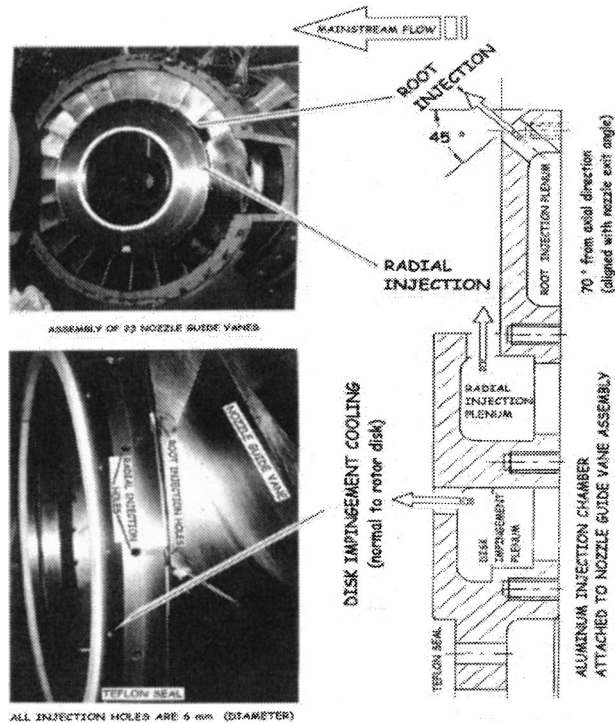 MAINSTREAM FLOW
ROOT
INJECTION
45 °
ROOT INJECTION PLENUM
70 ° from axial direction
(aligned with nozzle exit angle)
RADIAL
INJECTION
ASSEMBLY OF 23 NOZZLE GUIDE VANES
RADIAL
INJECTION
PLENUM
NOZZLE GUIDE VANE
ROOT INJECTION HOLES
RADIAL INJECTION
HOLES
DISK IMPINGEMENT COOLING
(normal to rotor disk)
DISK
IMPINGEMENT
PLENUM
ALUMINUM INJECTION CHAMBER
ATTACHED TO NOZZLE GUIDE VANE ASSEMBLY
TEFLON SEAL
TEFLON SEAL
ALL INJECTION HOLES ARE 6 mm (DIAMETER)